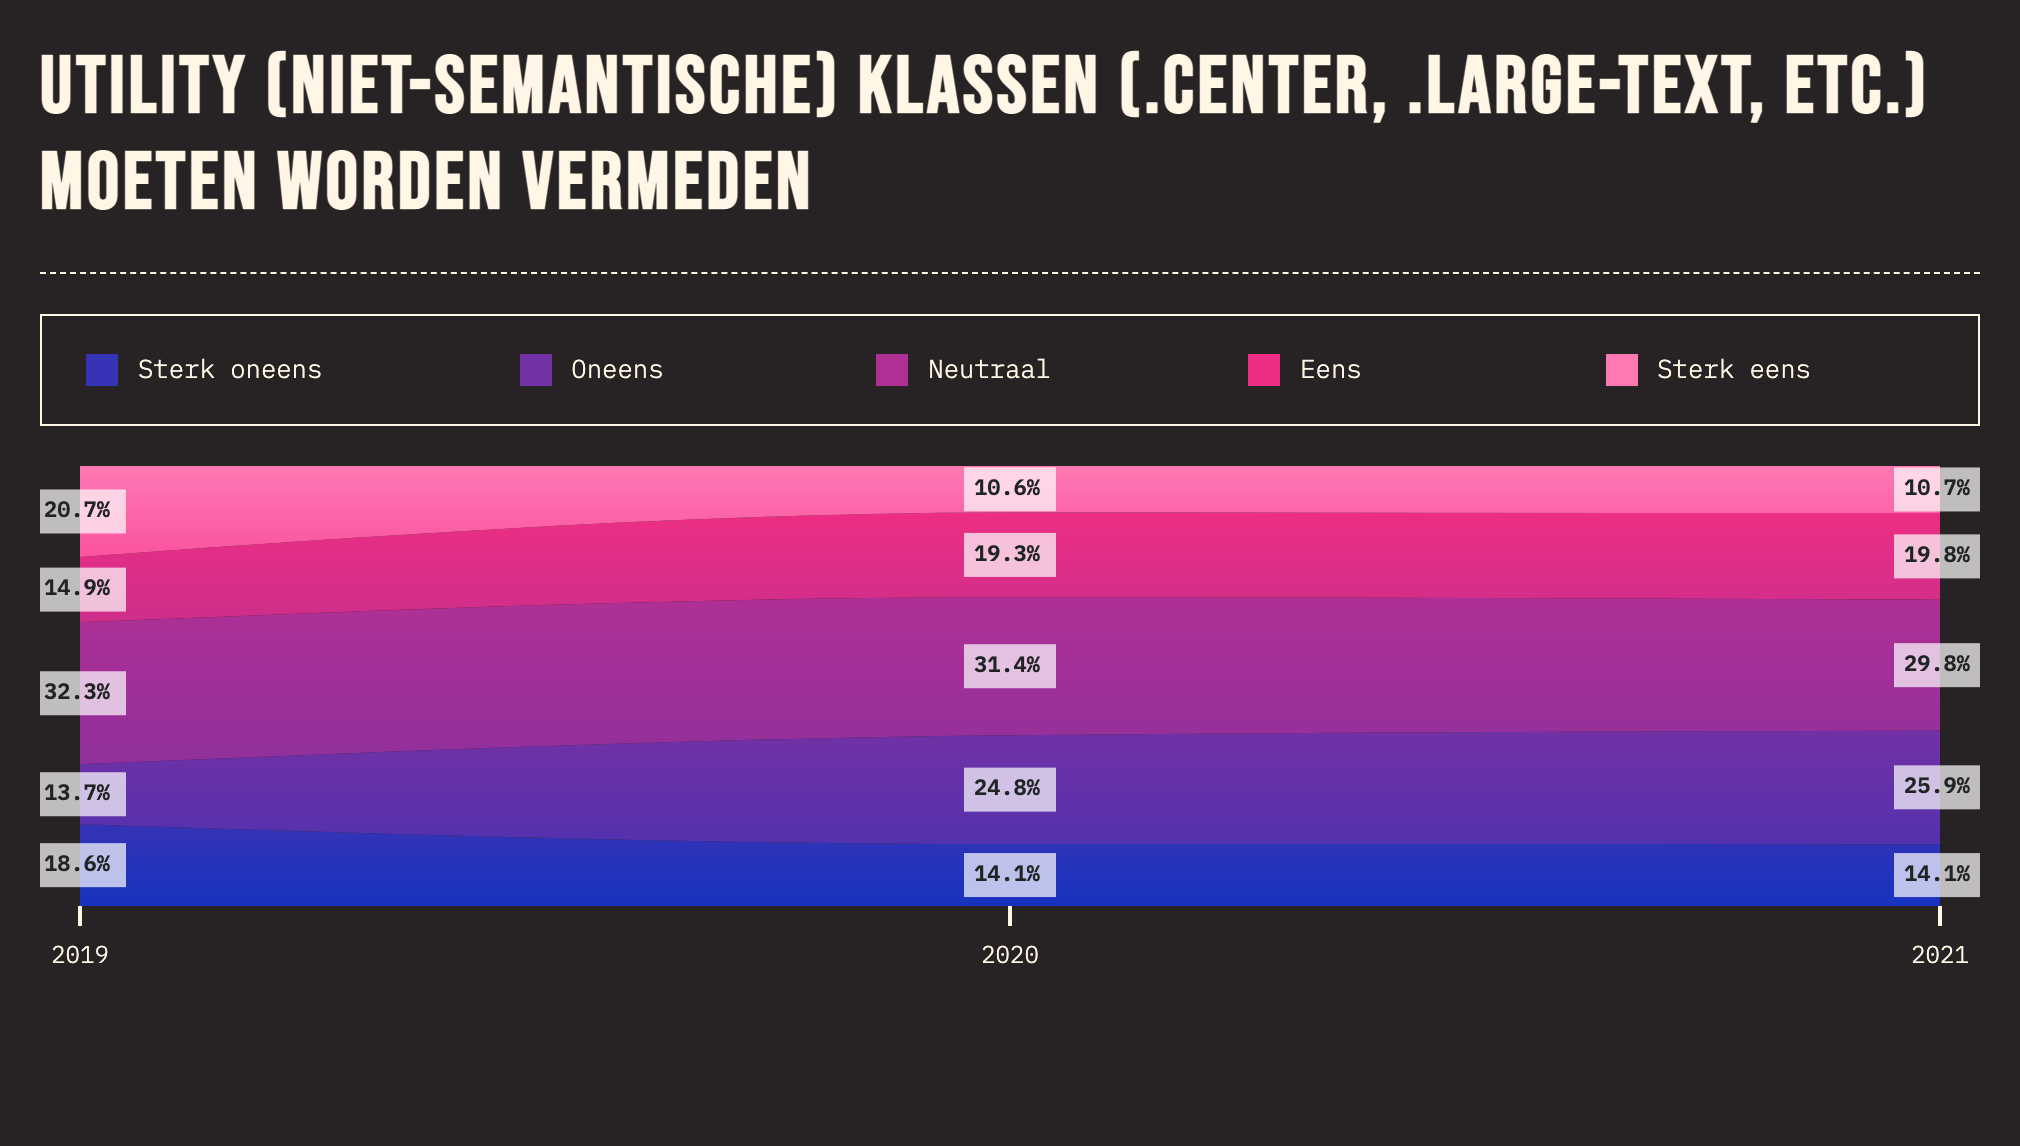 UTILITY (NIET-SEMANTISCHE) KLASSEN (.CENTER, .LARGE-TEXT, ETC.)
MOETEN WORDEN VERMEDEN
Sterk oneens
Oneens
Neutraal
Eens
Sterk eens
20.7%
14.9%
32.3%
13.7%
18.6%
10.6%
19.3%
31.4%
24.8%
14.1%
10.7%
19.8%
29.8%
25.9%
14.1%
2019
2020
2021